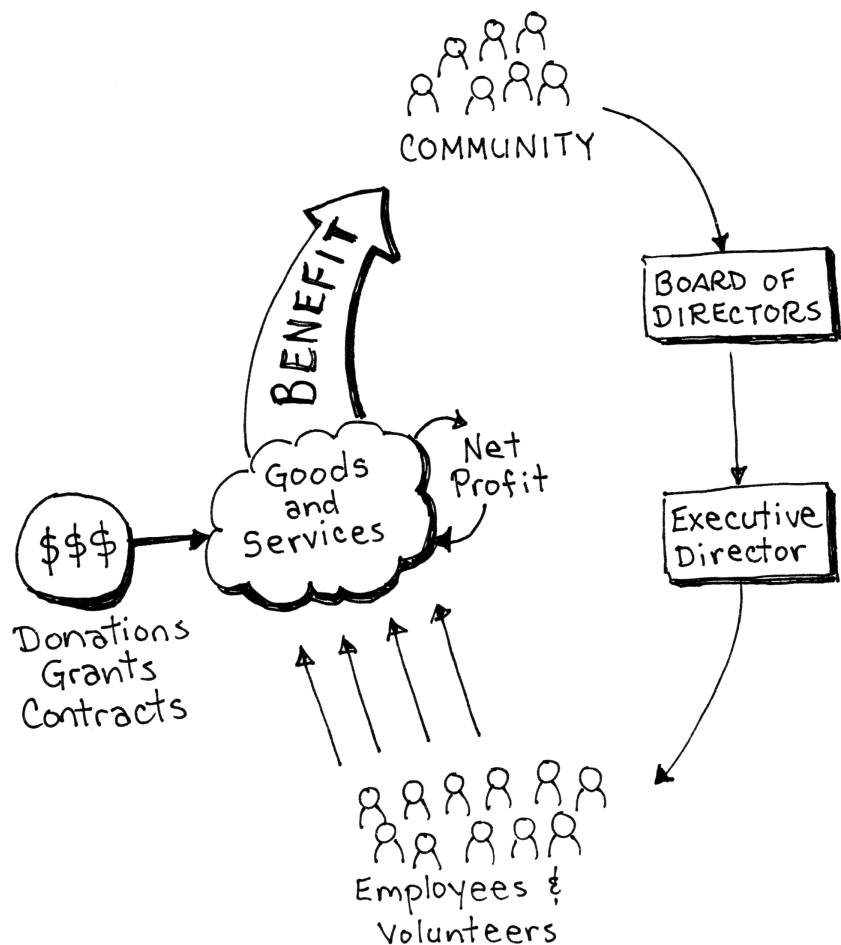 COMMUNITY
BOARD OF
DIRECTORS
BENEFIT
Goods
and
Services
Net
Profit
$$$
Donations
Grants
Contracts
Executive
Director
Employees &
Volunteers